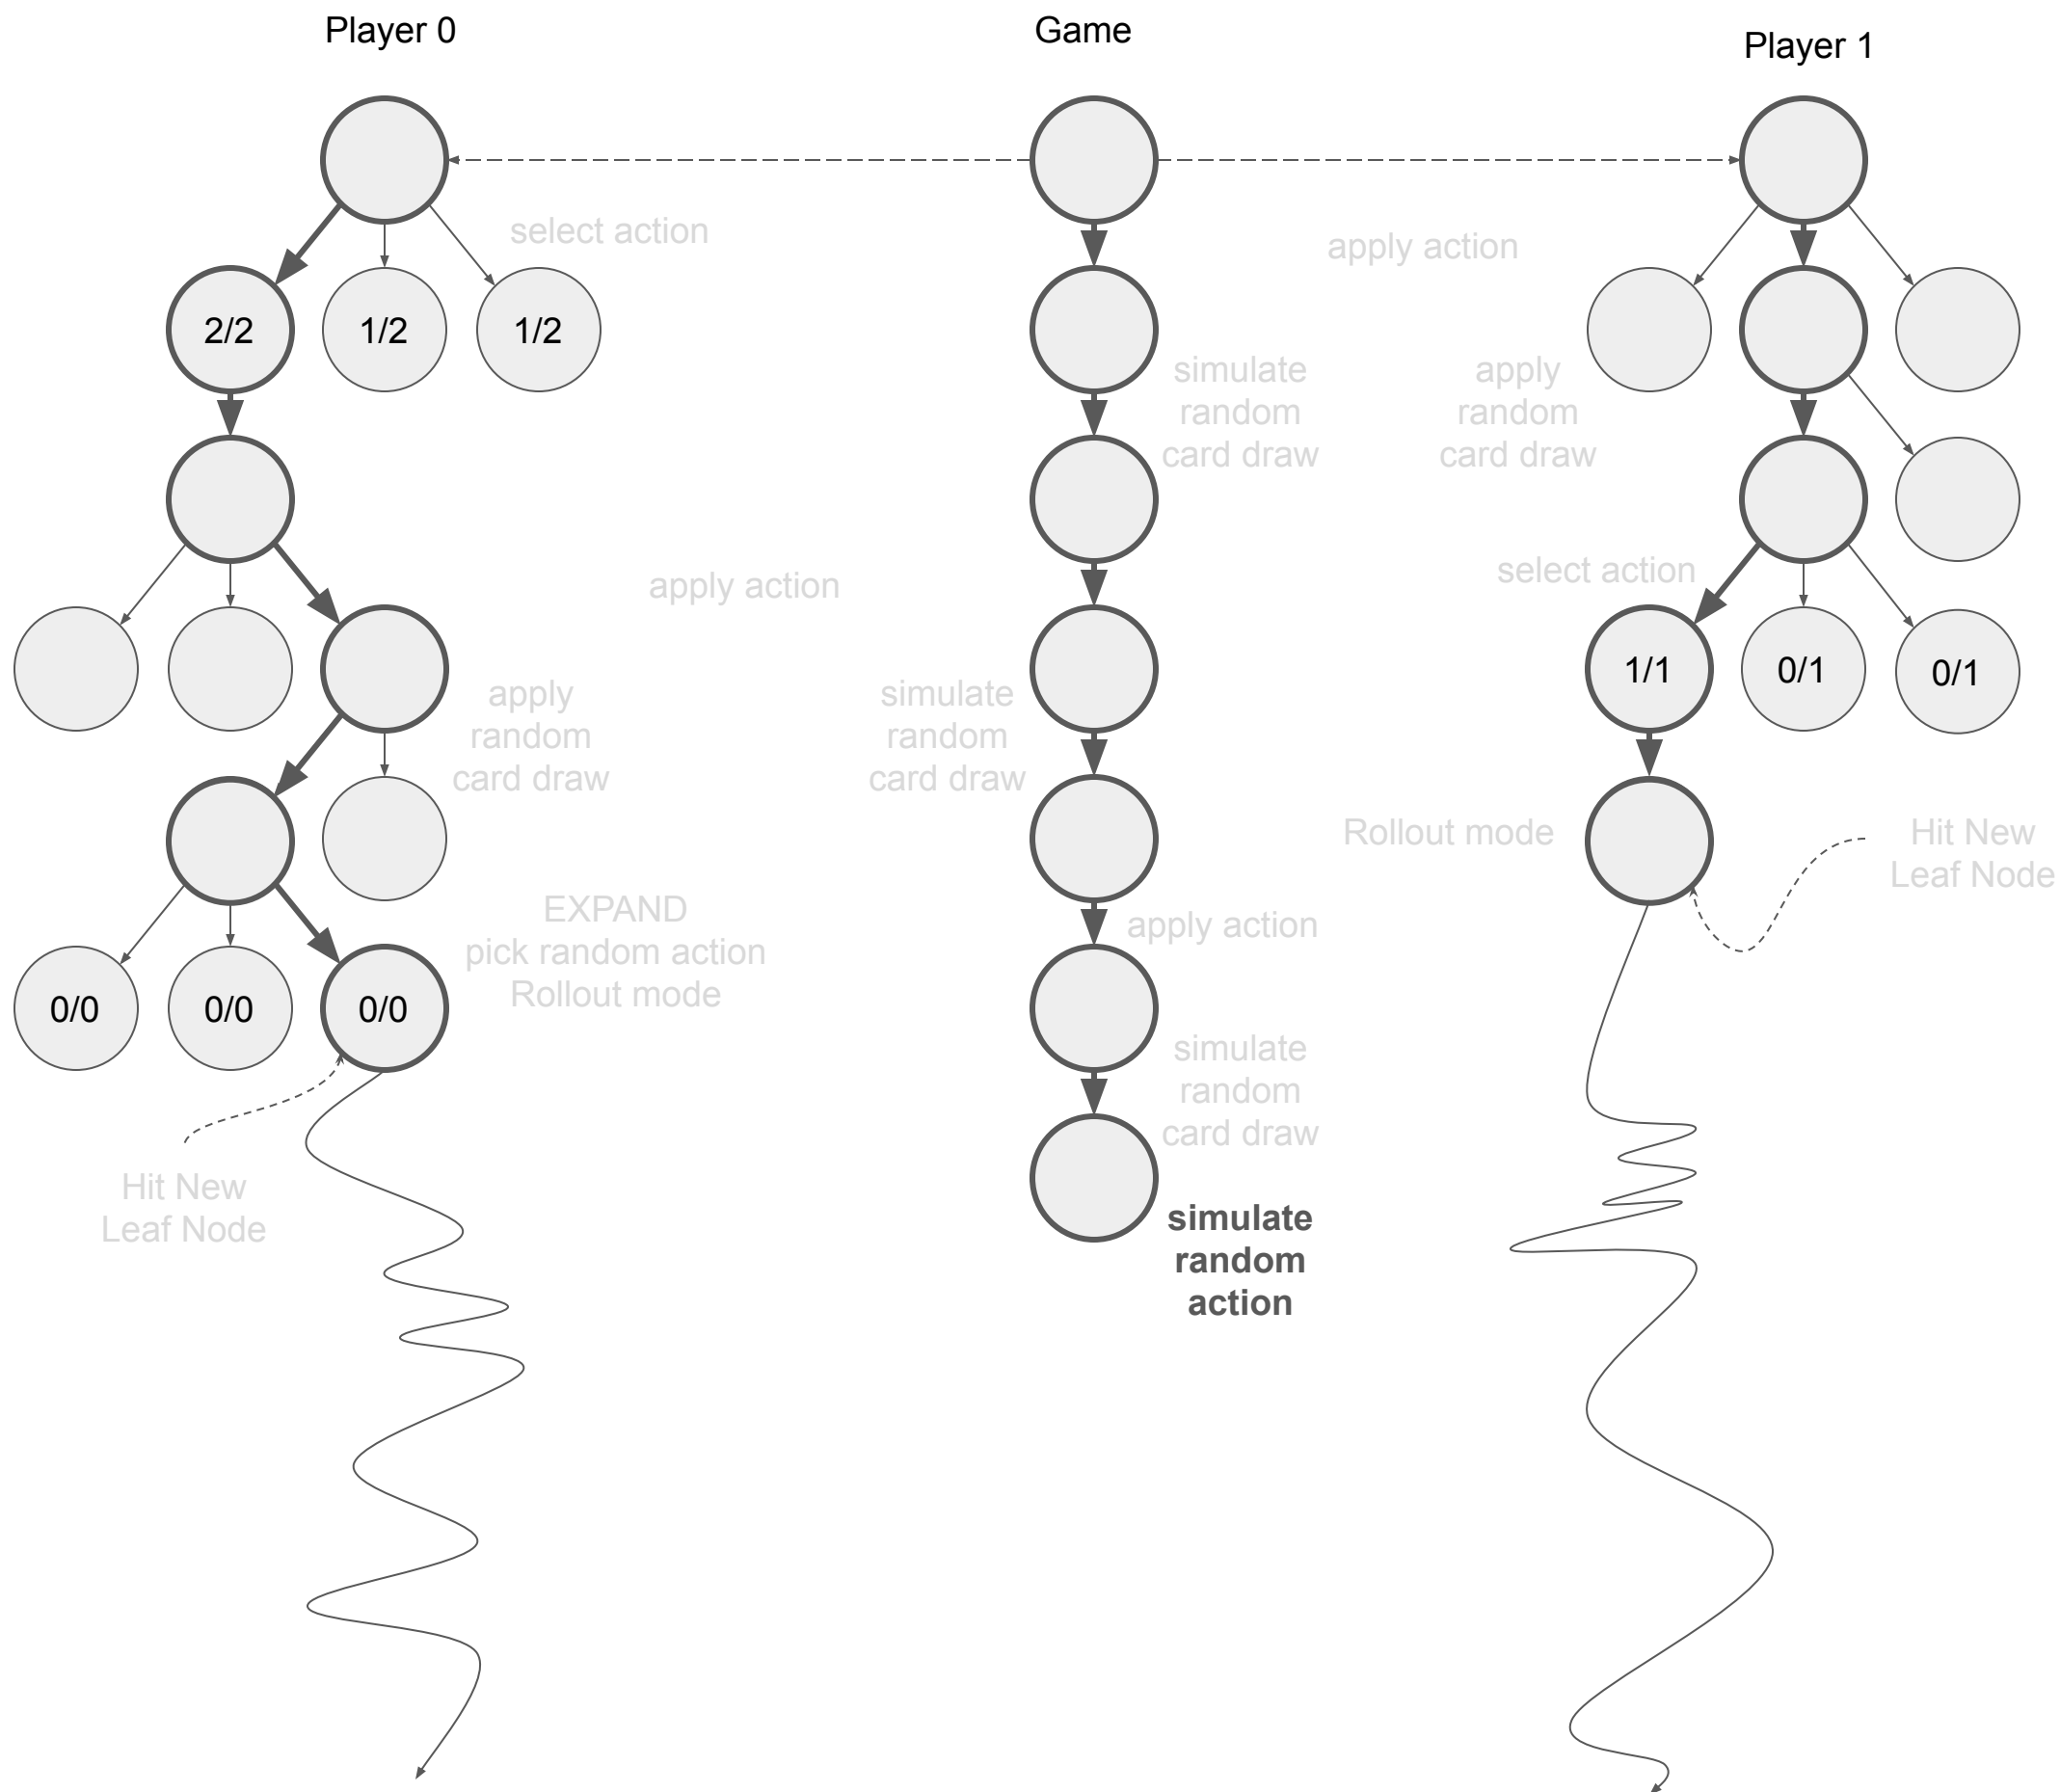 Player 0
Game
Player 1
select action
apply action
2/2
1/2
1/2
simulate
random
card draw
apply
random
card draw
apply action
select action
1/1
0/1
0/1
apply
random
card draw
simulate
random
card draw
Rollout mode
Hit New
Leaf Node
EXPAND
pick random action
Rollout mode
apply action
0/0
0/0
0/0
simulate
random
card draw
Hit New
Leaf Node
simulate
random
action